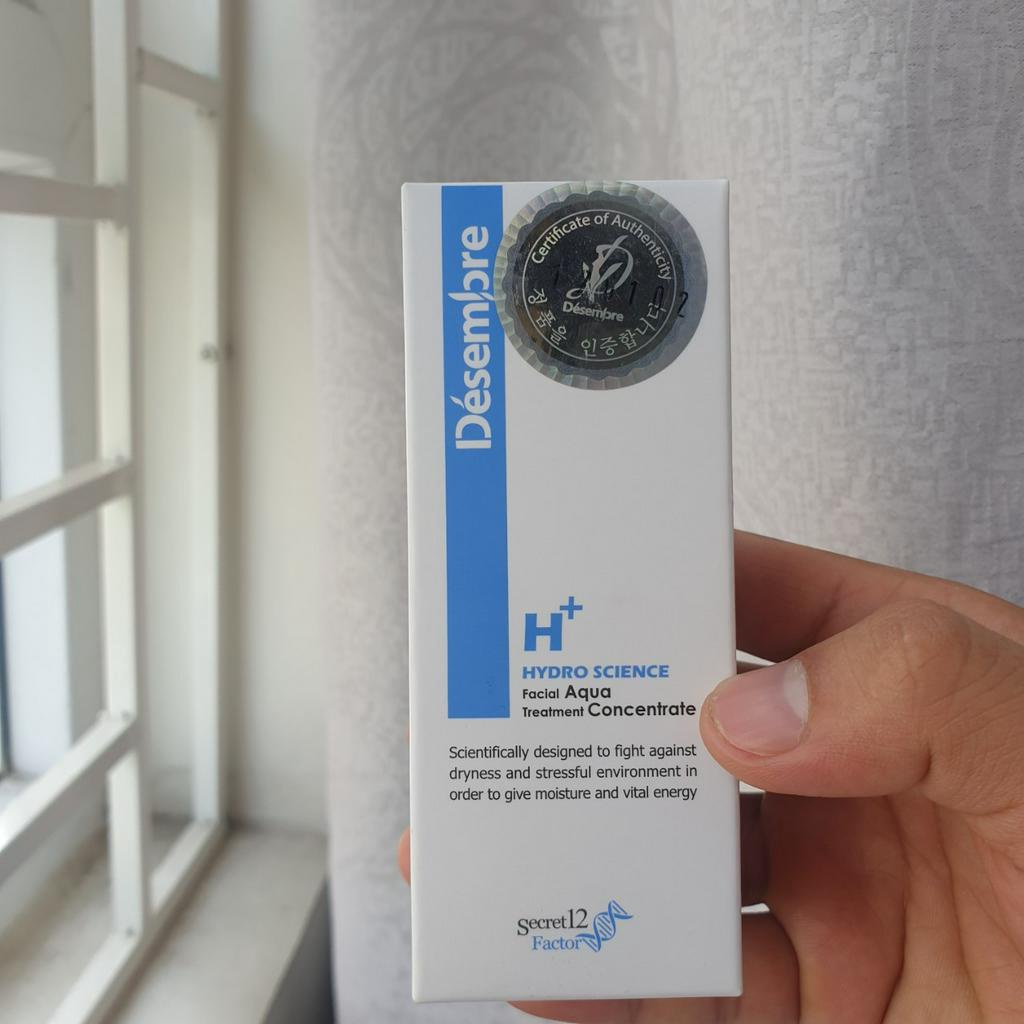 Désembre
Certificate of Authenticity
Désembre
정품을 인증합니다
H+
HYDRO SCIENCE
Facial Aqua
Treatment Concentrate
Scientifically designed to fight against
dryness and stressful environment in
order to give moisture and vital energy
Secret12
Factor